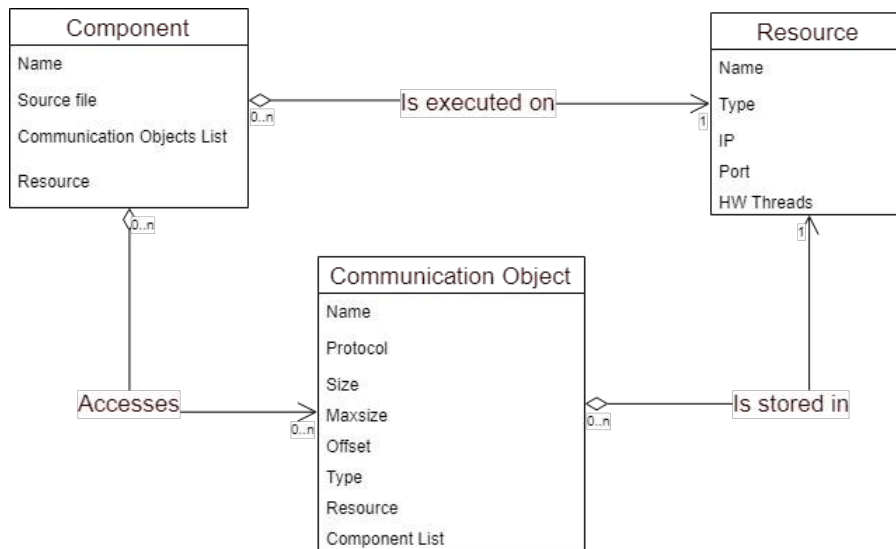 Component
Name
Source file
Communication Objects List
Resource
0..n
Is executed on
1
Resource
Name
Type
IP
Port
HW Threads
0..n
Accesses
0..n
Communication Object
Name
Protocol
Size
Maxsize
Offset
Type
Resource
Component List
0..n
Is stored in
1